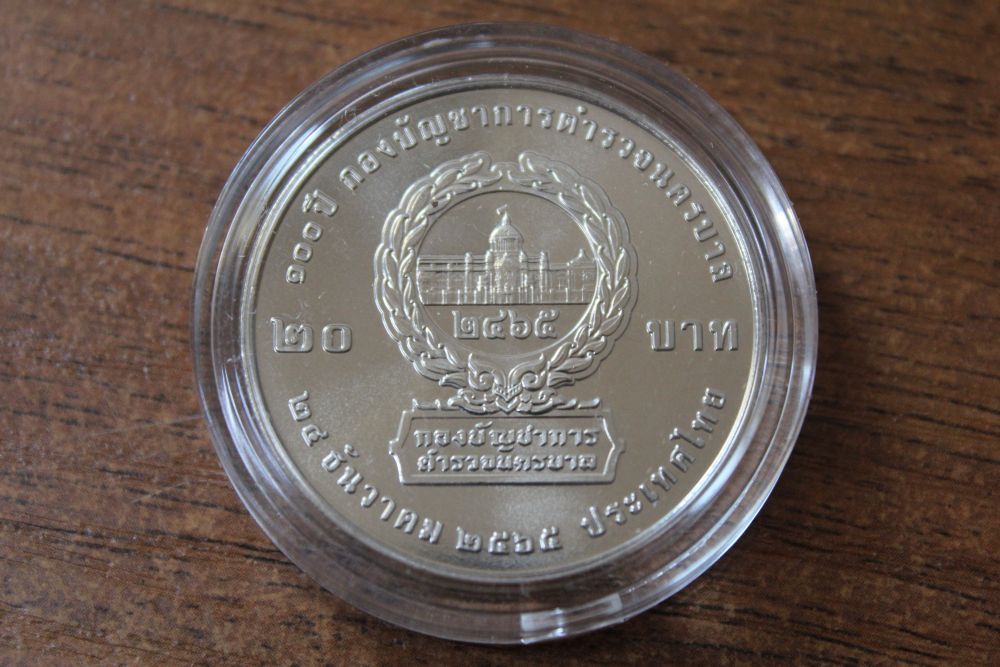 ๑๐๐ ปี กองบัญชาการตำรวจนครบาล
๒๔๖๕
๒๐ บาท
กองบัญชาการ
ตำรวจนครบาล
๒๔ ธันวาคม ๒๕๖๕ ประเทศไทย